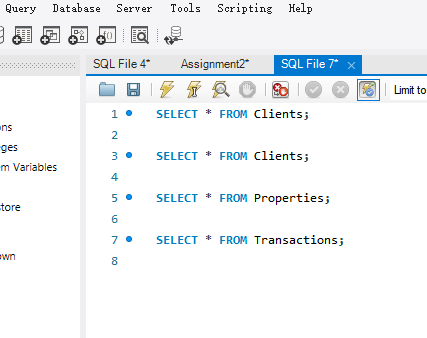 Query Database Server Tools Scripting Help
SQL File 4* Assignment2* SQL File 7*
Limit to
1 SELECT * FROM Clients;
2
3 SELECT * FROM Clients;
4
5 SELECT * FROM Properties;
6
7 SELECT * FROM Transactions;
8
ons
eges
m Variables
store
own